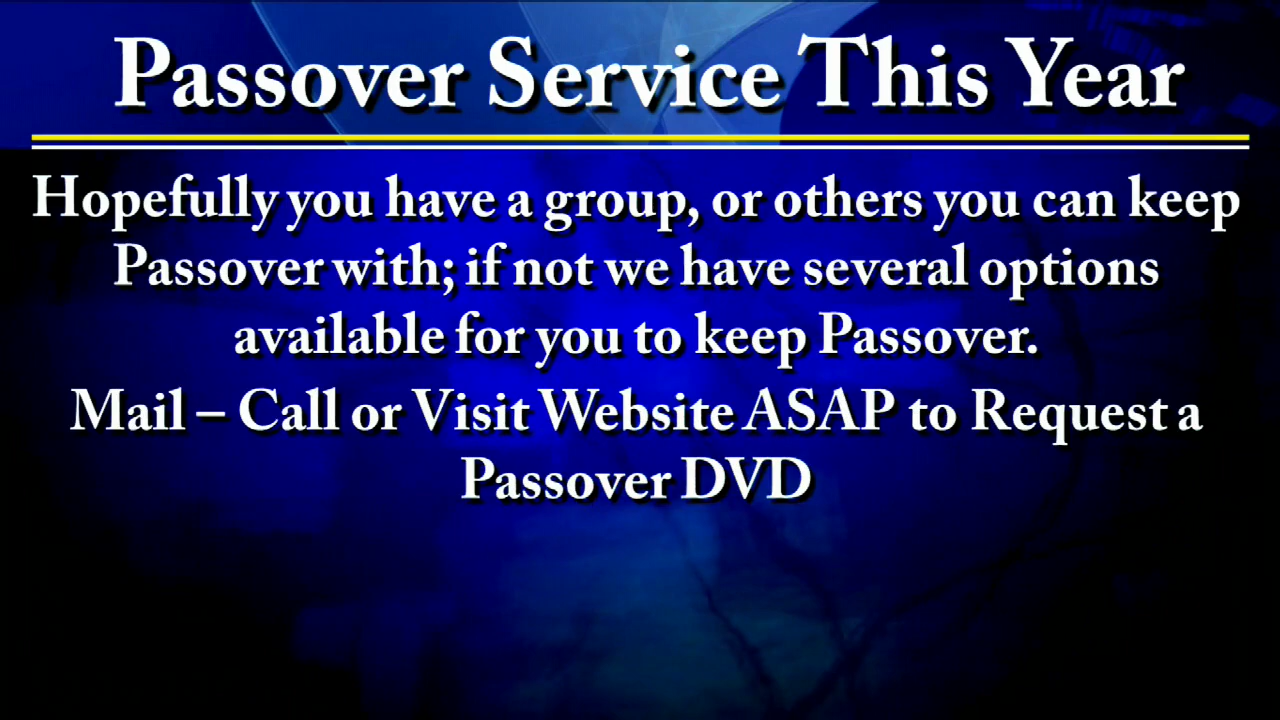 Passover Service This Year
Hopefully you have a group, or others you can keep
Passover with; if not we have several options
available for you to keep Passover.
Mail – Call or Visit Website ASAP to Request a
Passover DVD